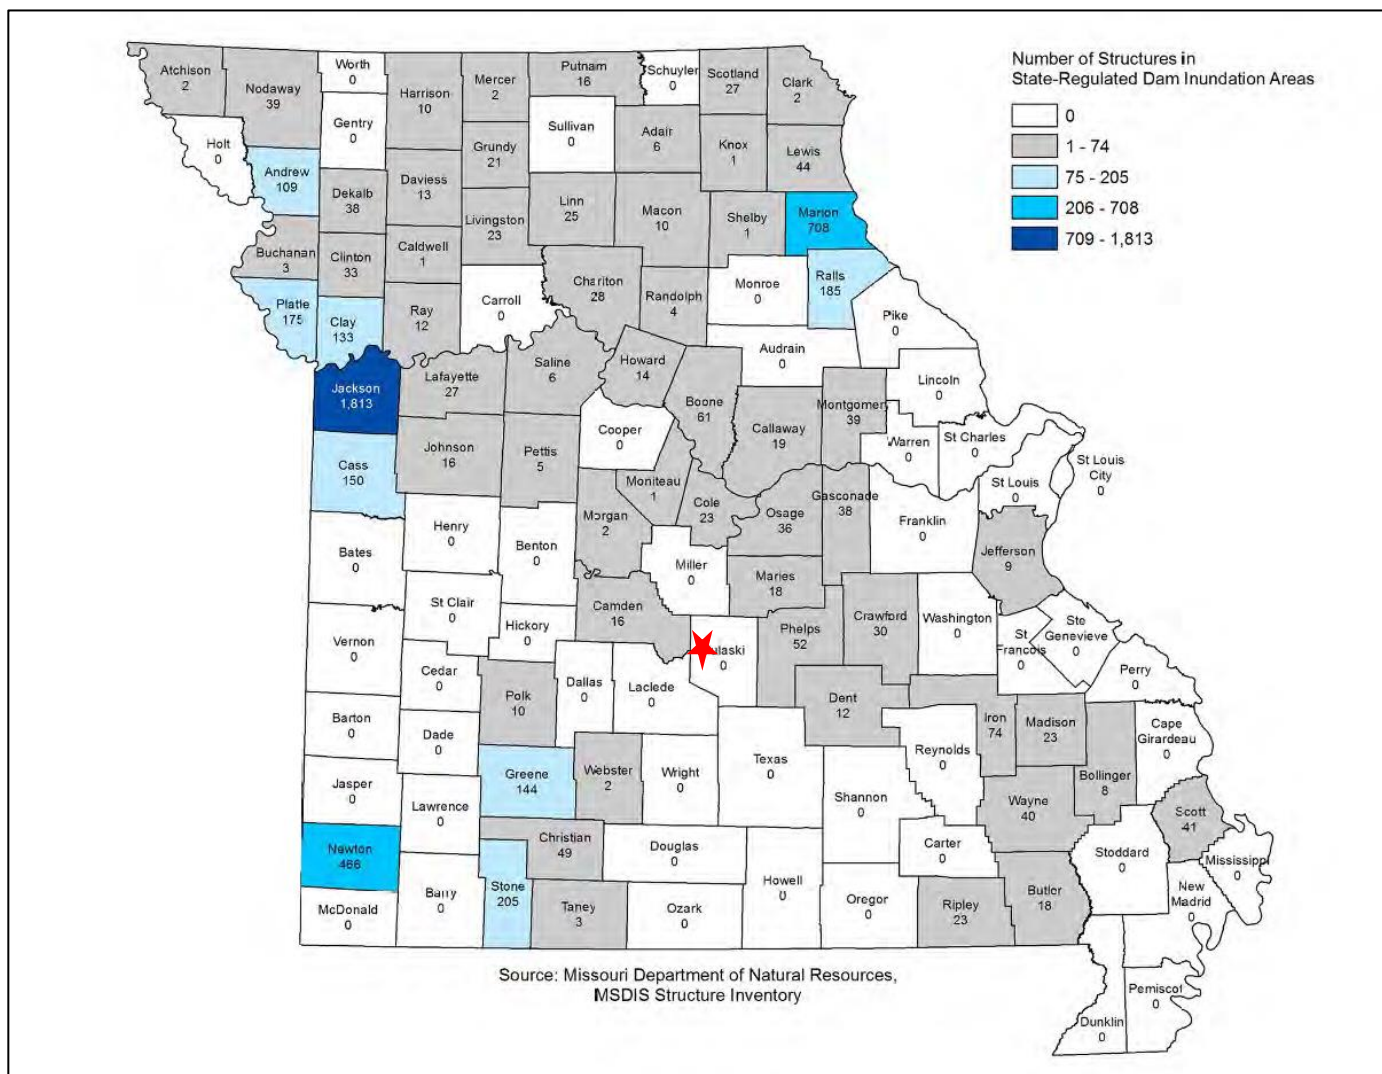 Number of Structures in
State-Regulated Dam Inundation Areas
0
1 - 74
75 - 205
206 - 708
709 - 1,813
Atchison
2
Nodaway
39
Worth
0
Harrison
10
Mercer
2
Putnam
16
Schuyler
0
Scotland
27
Clark
2
Holt
0
Gentry
0
Grundy
21
Sullivan
0
Adair
6
Knox
1
Lewis
44
Andrew
109
Dekalb
38
Daviess
13
Livingston
23
Linn
25
Macon
10
Shelby
1
Marion
708
Buchanan
3
Clinton
33
Caldwell
1
Carroll
0
Chariton
28
Randolph
4
Monroe
0
Ralls
185
Platte
175
Clay
133
Ray
12
Pike
0
Audrain
0
Jackson
1,813
Lafayette
27
Saline
6
Howard
14
Boone
61
Callaway
19
Montgomery
39
Lincoln
0
Warren
0
St Charles
0
St Louis
0
St Louis
City
0
Cass
150
Johnson
16
Pettis
5
Cooper
0
Moniteau
1
Cole
23
Osage
36
Gasconade
38
Franklin
0
Jefferson
9
Bates
0
Henry
0
Benton
0
Morgan
2
Miller
0
Maries
18
Crawford
30
Washington
0
St
Francois
0
Ste
Genevieve
0
Perry
0
Vernon
0
St Clair
0
Hickory
0
Camden
16
ulaski
0
Phelps
52
Cedar
0
Polk
10
Dallas
0
Laclede
0
Dent
12
Iron
74
Madison
23
Cape
Girardeau
0
Barton
0
Dade
0
Greene
144
Webster
2
Wright
0
Texas
0
Reynolds
0
Bollinger
8
Jasper
0
Lawrence
0
Shannon
0
Wayne
40
Scott
41
Newton
466
Christian
49
Douglas
0
Howell
0
Carter
0
Stoddard
0
Mississippi
0
McDonald
0
Barry
0
Stone
205
Taney
3
Ozark
0
Oregon
0
Ripley
23
Butler
18
New
Madrid
0
Pemiscot
0
Dunklin
0
Source: Missouri Department of Natural Resources,
MSDIS Structure Inventory